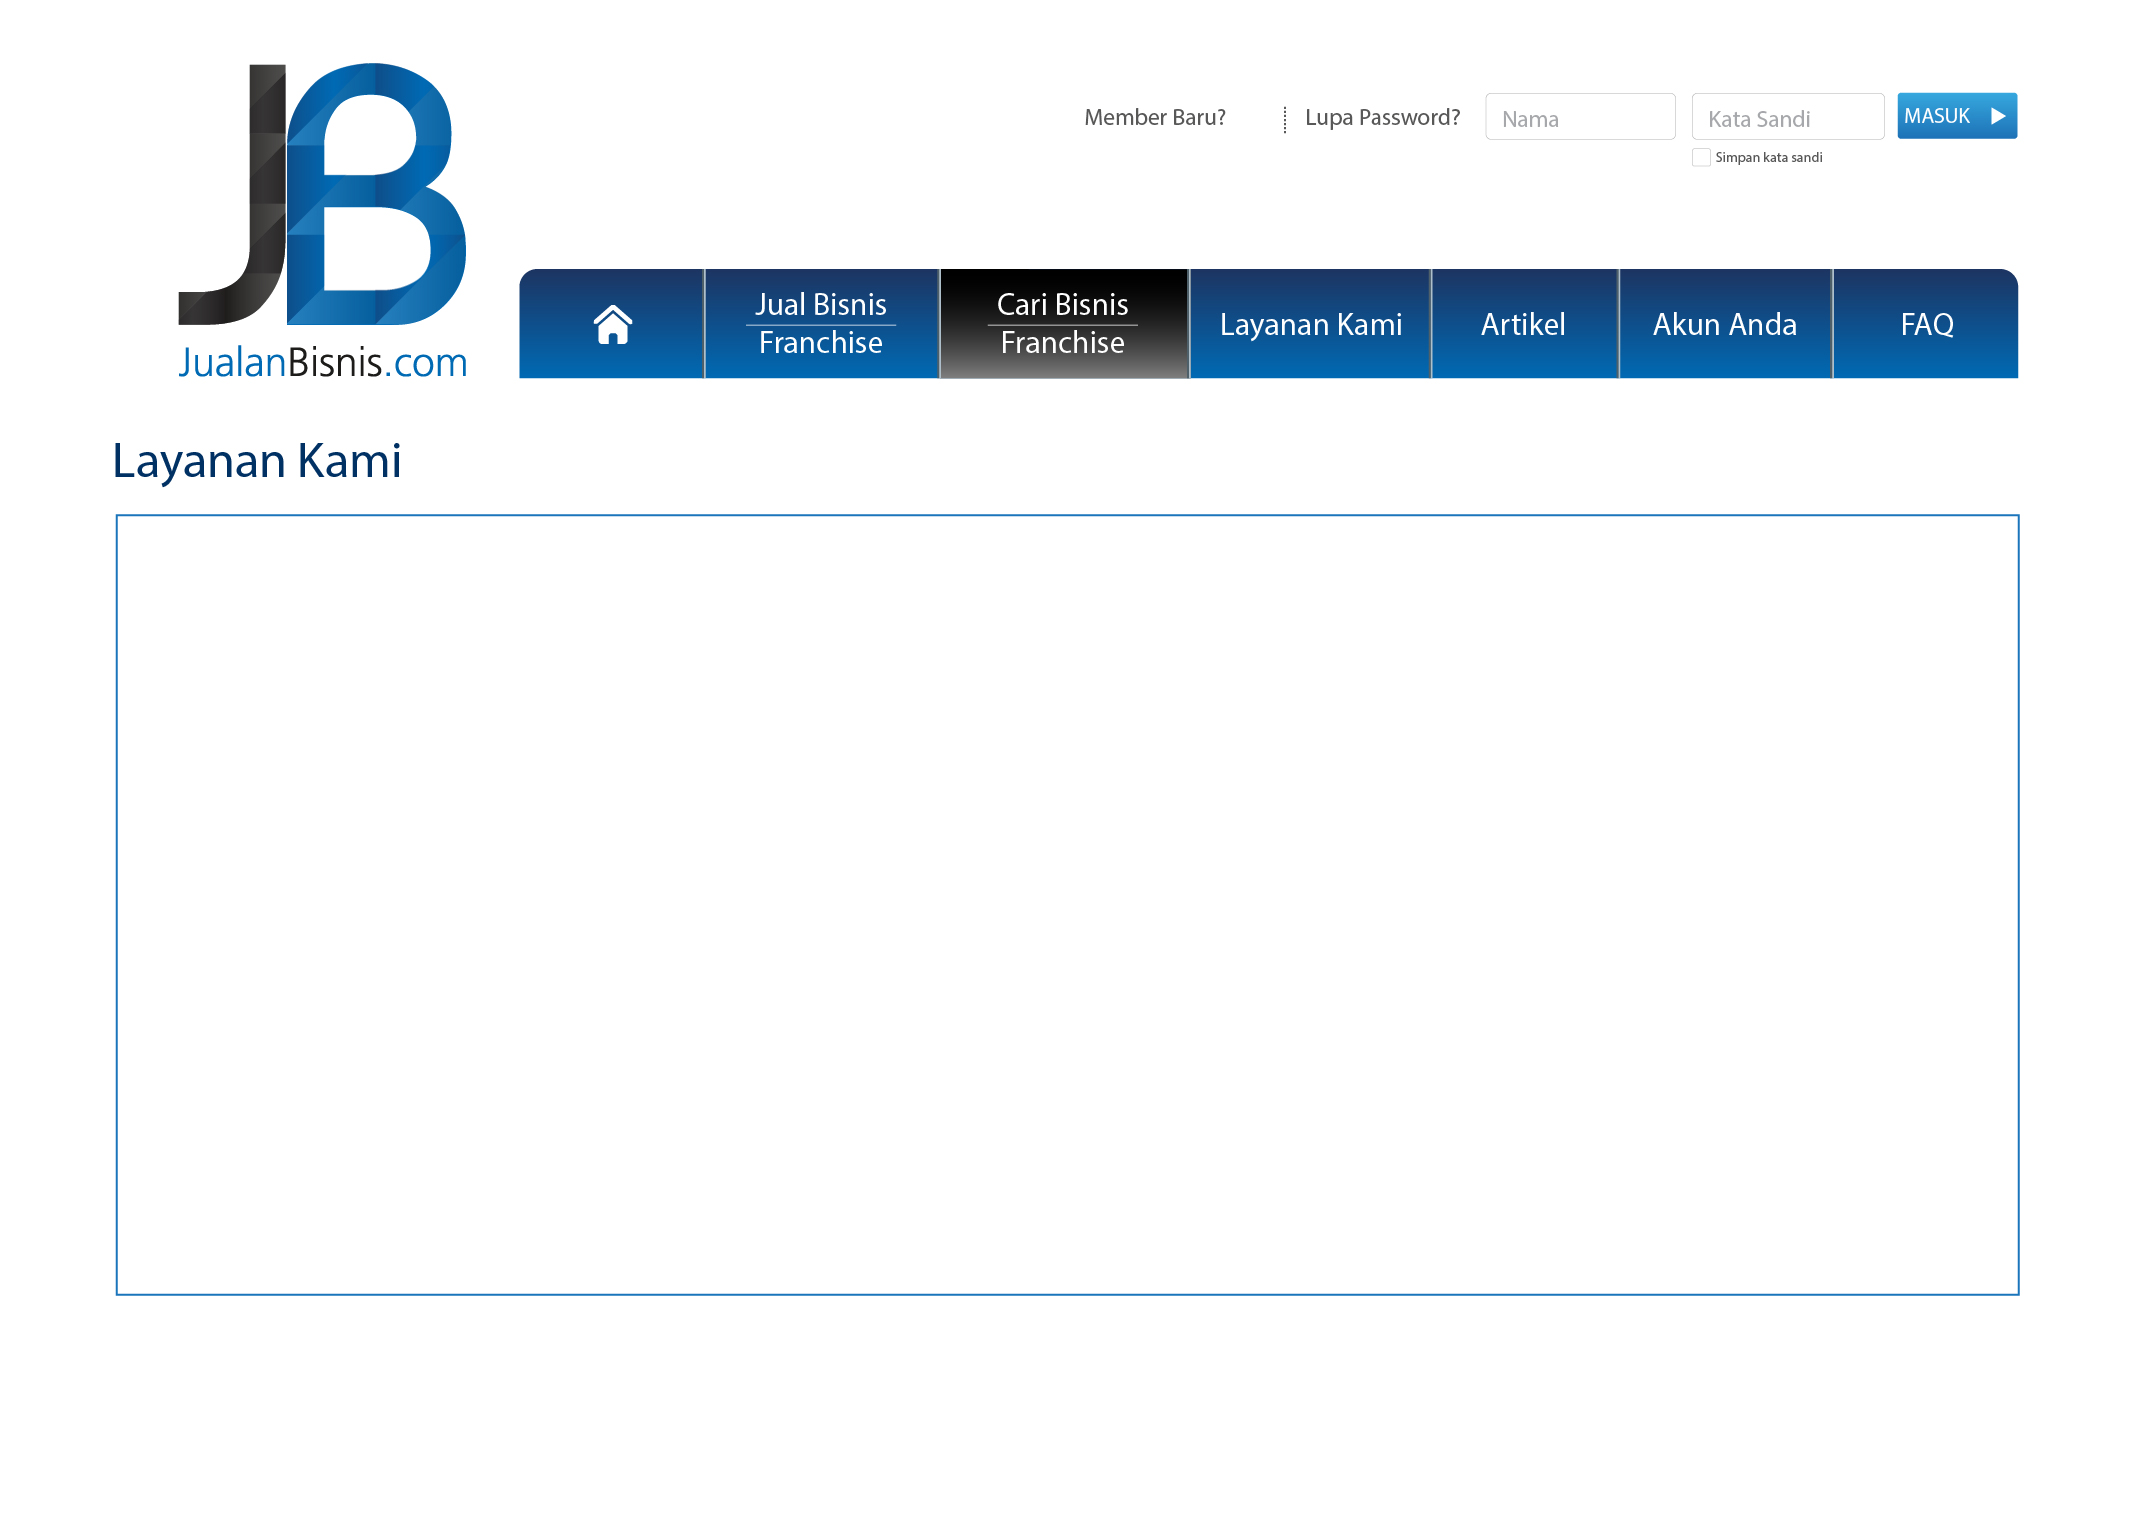 JB
JualanBisnis.com
Member Baru?
Lupa Password?
Nama
Kata Sandi
MASUK
Simpan kata sandi
Jual Bisnis
Franchise
Cari Bisnis
Franchise
Layanan Kami
Artikel
Akun Anda
FAQ
Layanan Kami